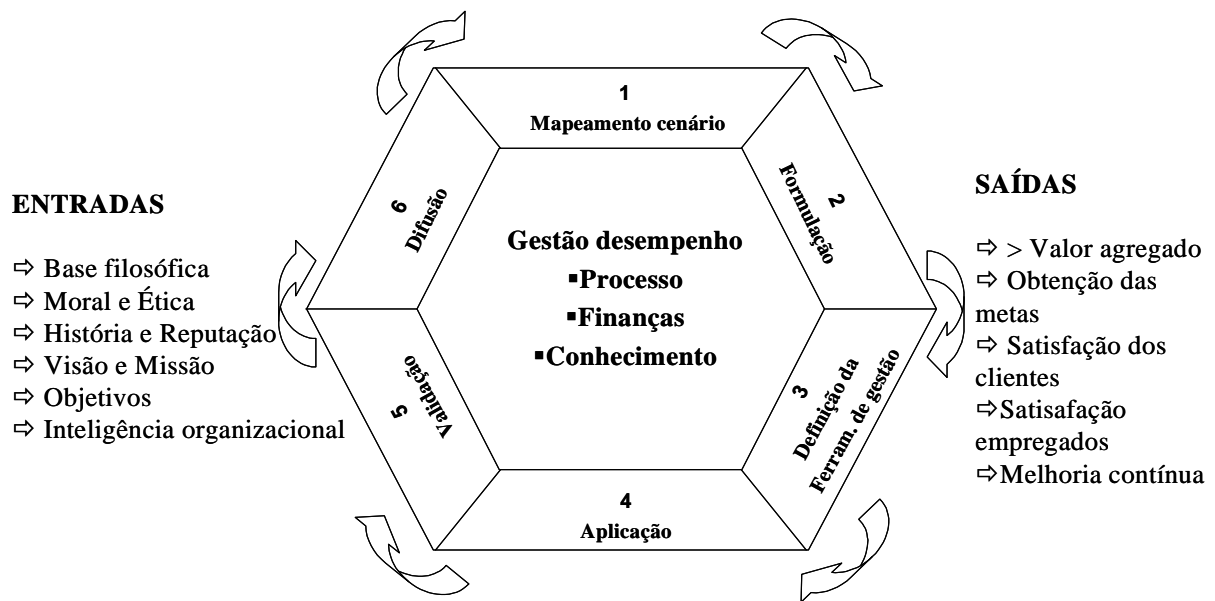 1
Mapeamento cenário
2
Formulação
3
Definição da
Ferram. de gestão
4
Aplicação
5
Validação
6
Difusão
Gestão desempenho
▪Processo
▪Finanças
▪Conhecimento
ENTRADAS
⇨ Base filosófica
⇨ Moral e Ética
⇨ História e Reputação
⇨ Visão e Missão
⇨ Objetivos
⇨ Inteligência organizacional
SAÍDAS
⇨ > Valor agregado
⇨ Obtenção das
metas
⇨ Satisfação dos
clientes
⇨Satisafação
empregados
⇨Melhoria contínua